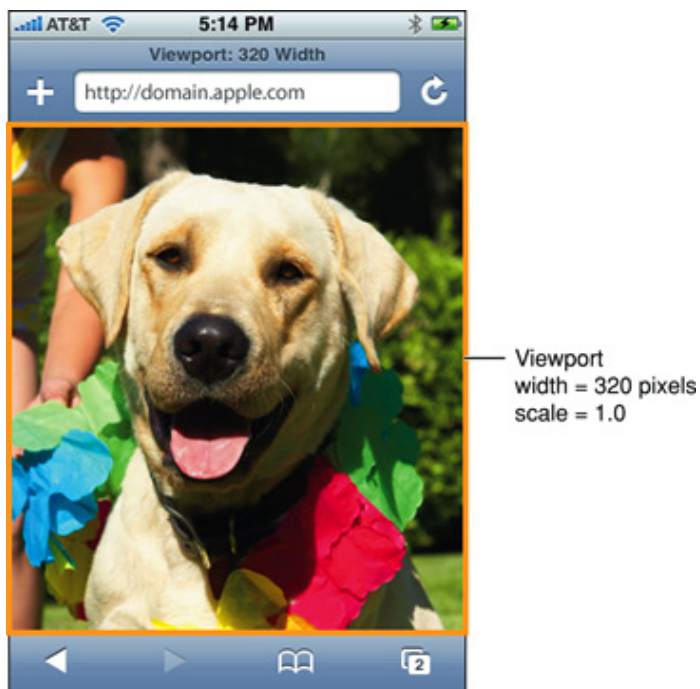 AT&T 5:14 PM
Viewport: 320 Width
http://domain.apple.com
Viewport
width = 320 pixels
scale = 1.0
2